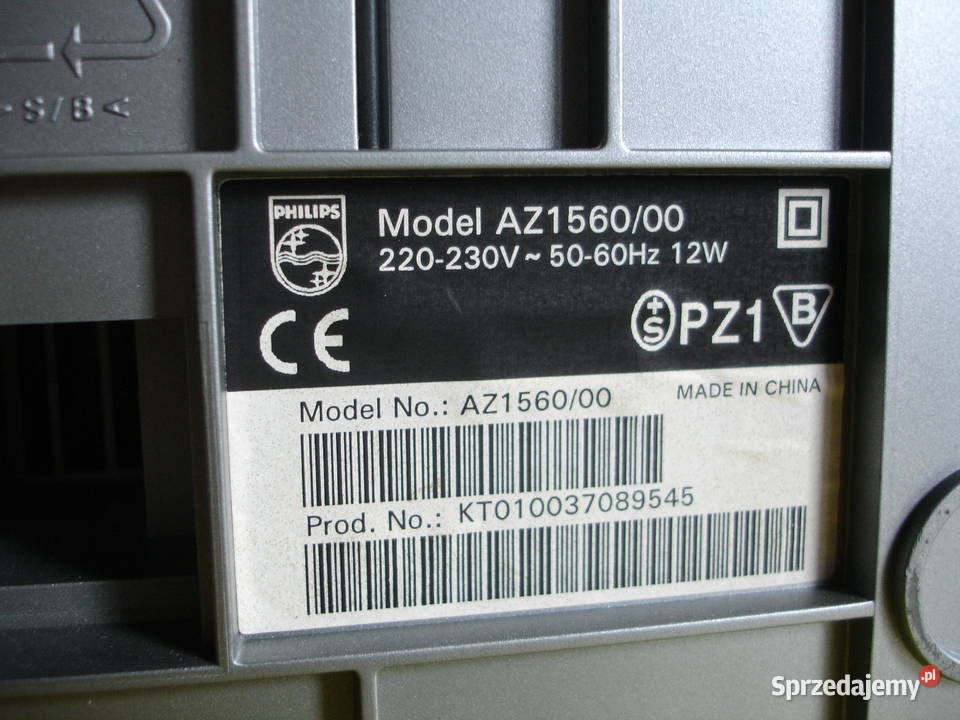 >S/B<
PHILIPS
Model AZ1560/00
220-230V ~ 50-60Hz 12W
CE
+S PZ1 B
MADE IN CHINA
Model No.: AZ1560/00
Prod. No.: KT010037089545
Sprzedajemy.pl